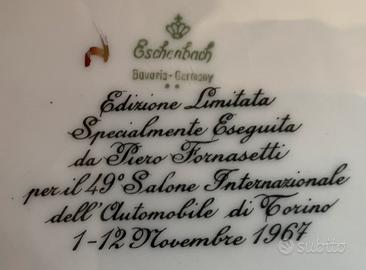 Eschenbach
Bavaria-Germany
Edizione Limitata
Specialmente Eseguita
da Piero Fornasetti
per il 49° Salone Internazionale
dell'Automobile di Torino
1-12 Novembre 1967
subito